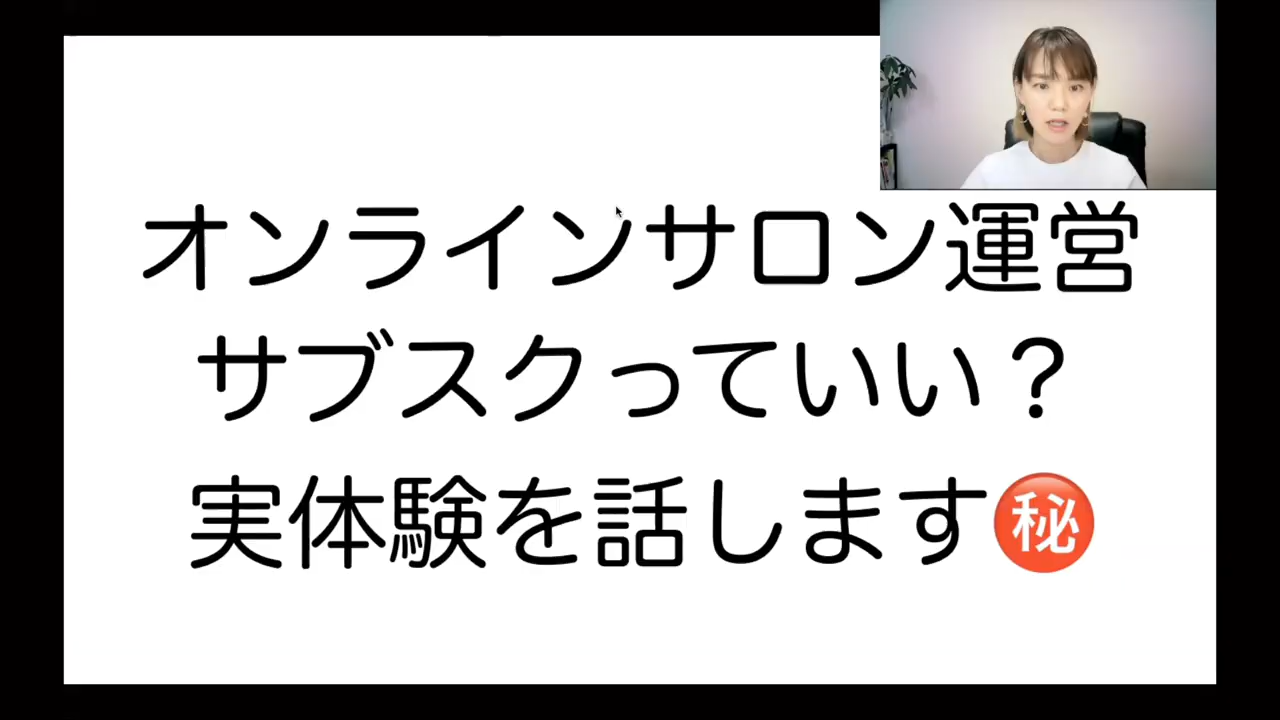 オンラインサロン運営
サブスクっていい？
実体験を話します㊙